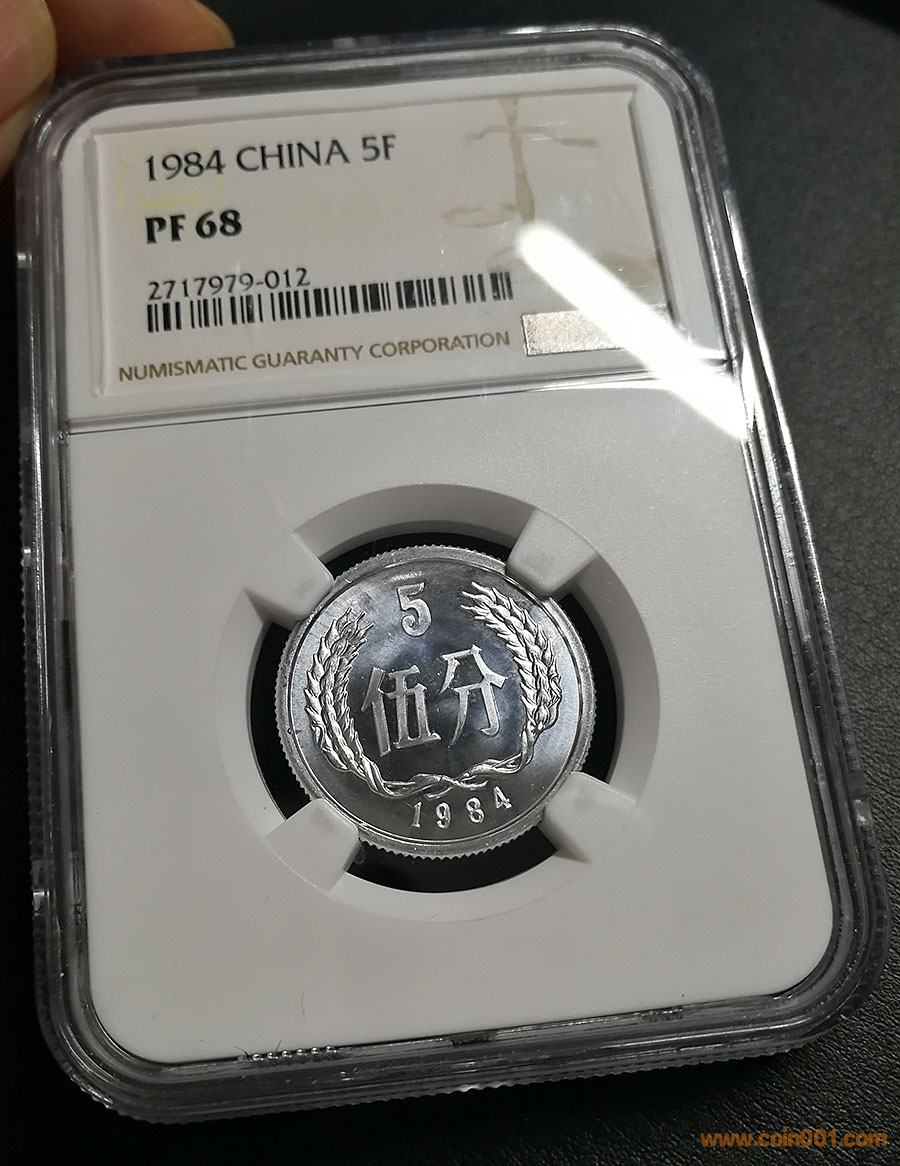 1984 CHINA 5F
PF 68
2717979-012
NUMISMATIC GUARANTY CORPORATION
5
伍分
1984
www.coin001.com